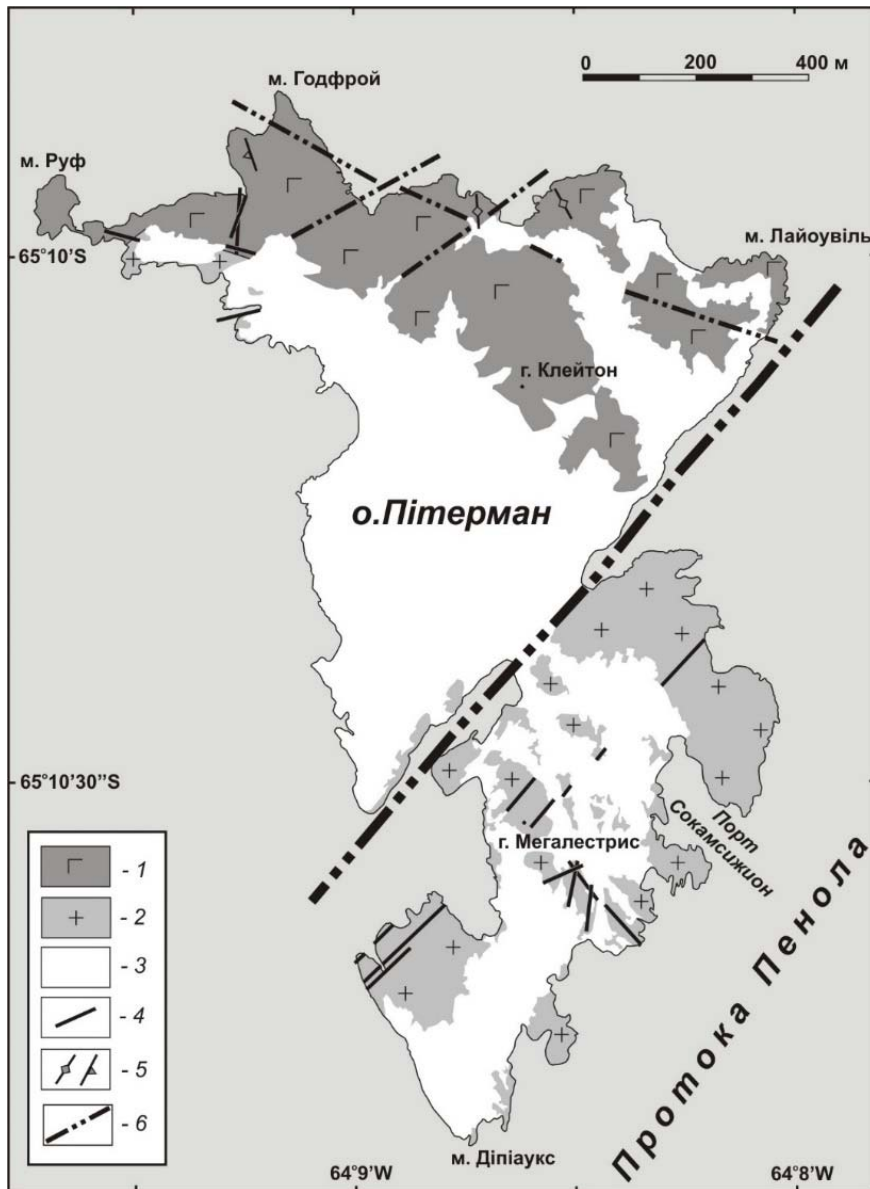 м. Годфрой
0 200 400 м
м. Руф
65°10'S
м. Лайоувіль
г. Клейтон
о.Пітерман
65°10'30''S
г. Мегалестрис
Порт
Сокамсижион
Протока Пенола
м. Діпіаукс
64°9'W
64°8'W
- 1
- 2
- 3
- 4
- 5
- 6